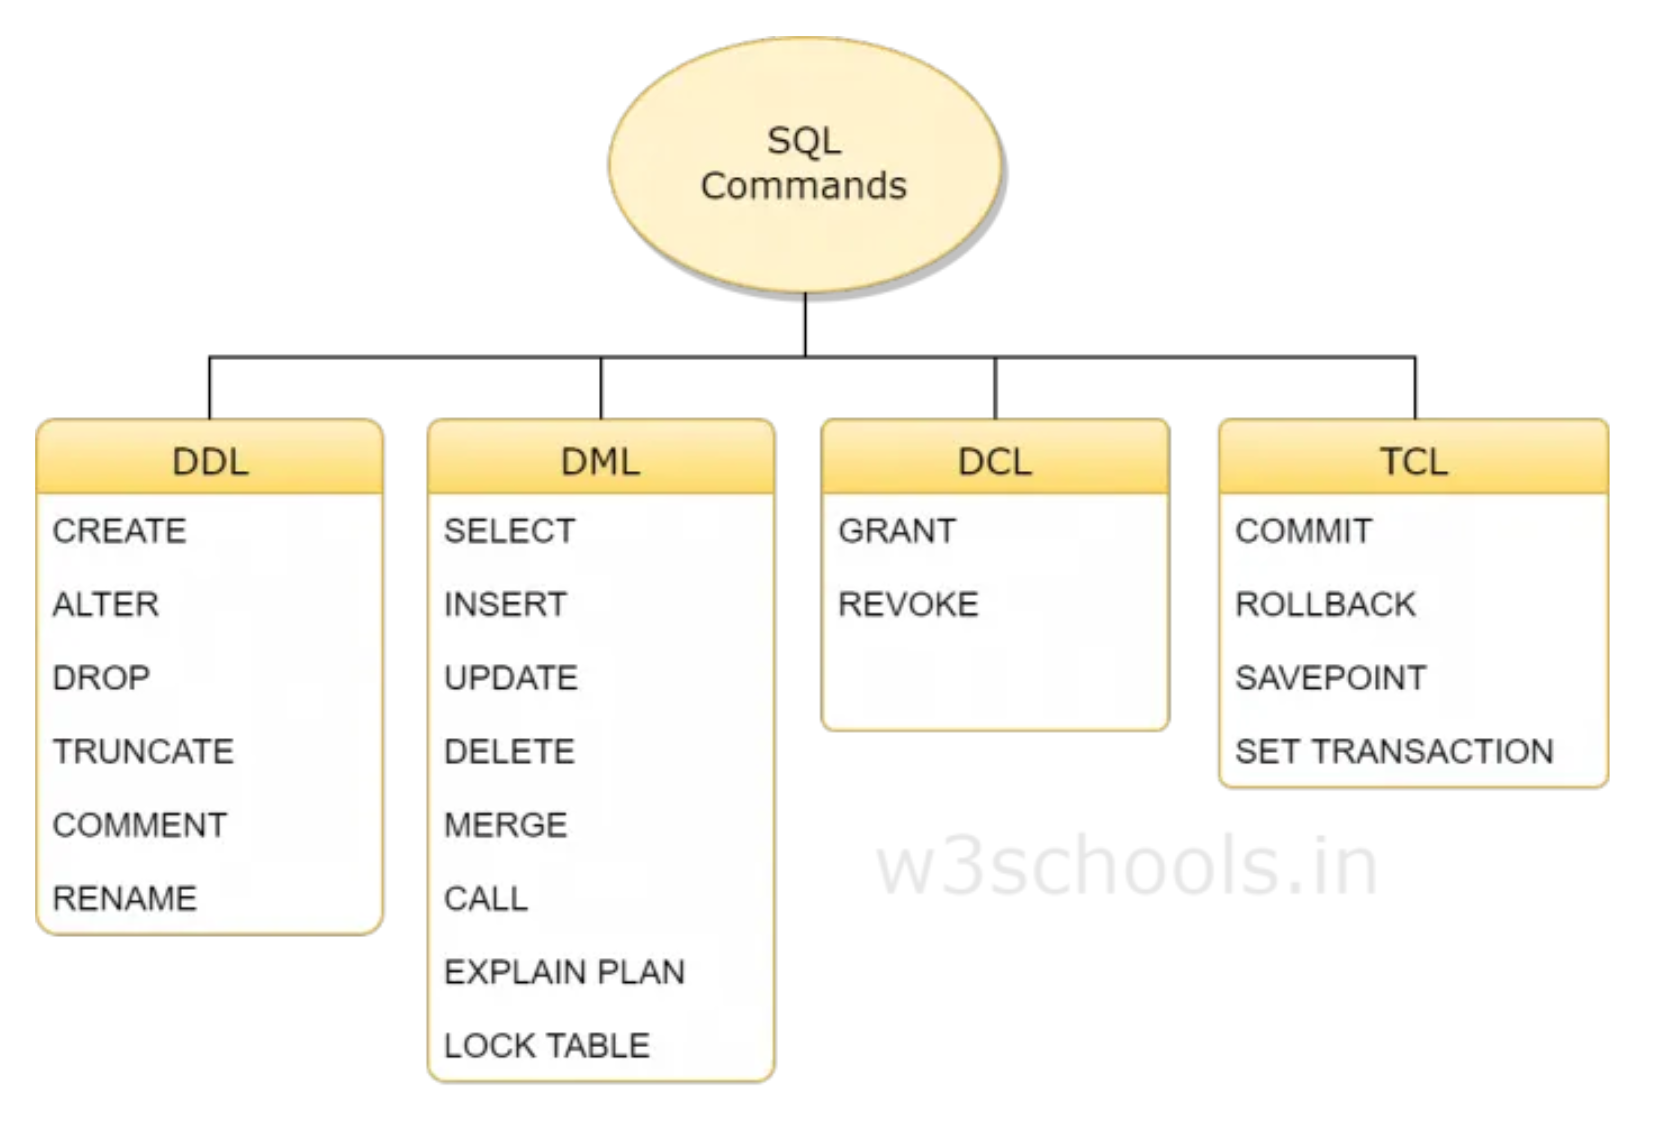 SQL
Commands
DDL
CREATE
ALTER
DROP
TRUNCATE
COMMENT
RENAME
DML
SELECT
INSERT
UPDATE
DELETE
MERGE
CALL
EXPLAIN PLAN
LOCK TABLE
DCL
GRANT
REVOKE
TCL
COMMIT
ROLLBACK
SAVEPOINT
SET TRANSACTION
w3schools.in